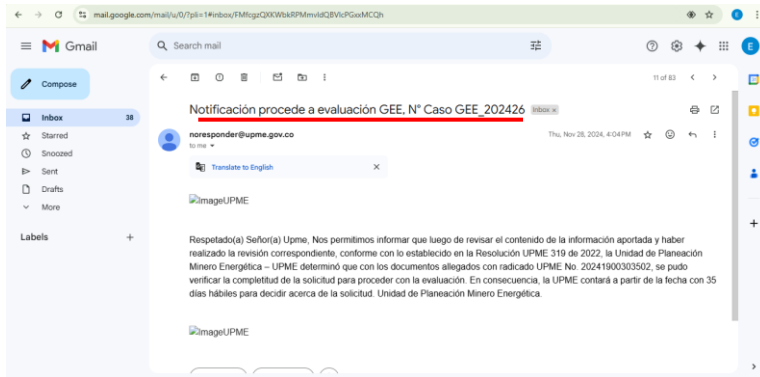 mail.google.com/mail/u/0/?pli=1#inbox/FMfcgzQXKWbkRPMmvldQBVlcPGxxMCQh
E
Gmail
Search mail
E
Compose
11 of 83
Inbox 38
Starred
Snoozed
Sent
Drafts
More
Labels
Notificación procede a evaluación GEE, N° Caso GEE_202426 Inbox x
noresponder@upme.gov.co Thu, Nov 28, 2024, 4:04 PM
to me
Translate to English
ImageUPME
Respetado(a) Señor(a) Upme, Nos permitimos informar que luego de revisar el contenido de la información aportada y haber
realizado la revisión correspondiente, conforme con lo establecido en la Resolución UPME 319 de 2022, la Unidad de Planeación
Minero Energética – UPME determinó que con los documentos allegados con radicado UPME No. 20241900303502, se pudo
verificar la completitud de la solicitud para proceder con la evaluación. En consecuencia, la UPME contará a partir de la fecha con 35
días hábiles para decidir acerca de la solicitud. Unidad de Planeación Minero Energética.
ImageUPME